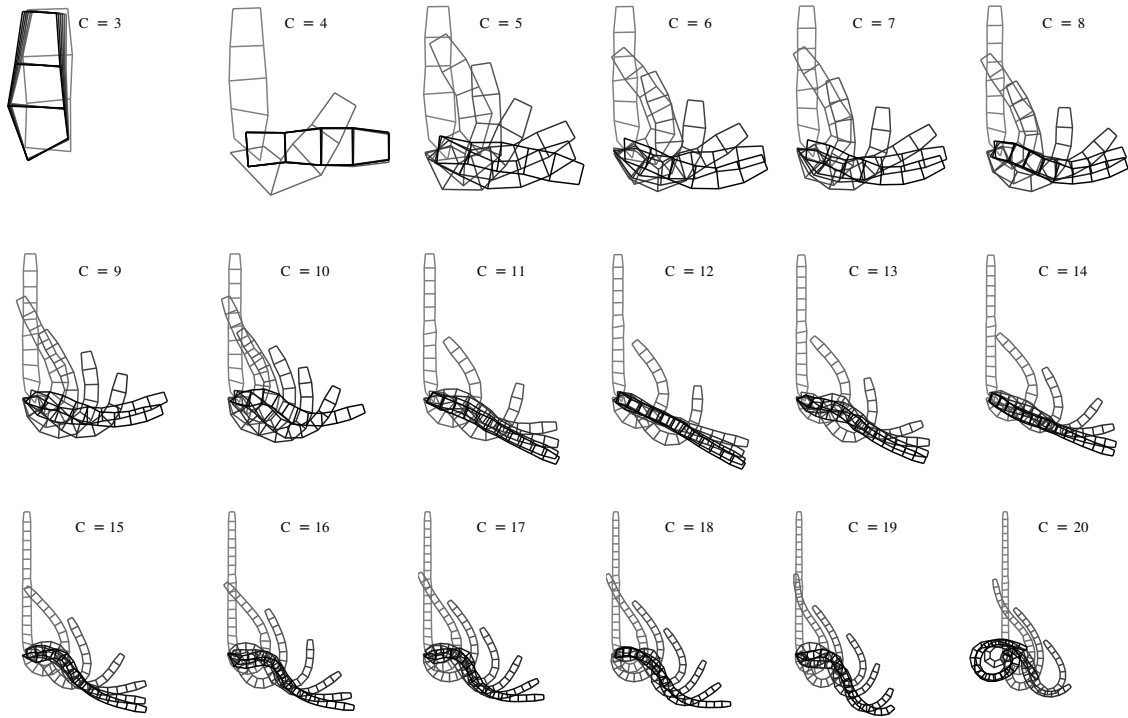 C = 3
C = 4
C = 5
C = 6
C = 7
C = 8
C = 9
C = 10
C = 11
C = 12
C = 13
C = 14
C = 15
C = 16
C = 17
C = 18
C = 19
C = 20